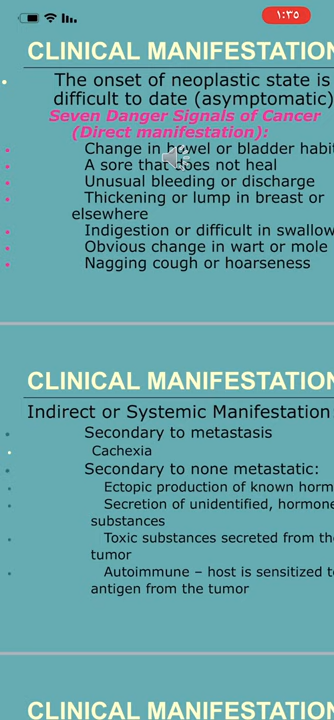 ١:٣٥
CLINICAL MANIFESTATION
The onset of neoplastic state is
difficult to date (asymptomatic)
Seven Danger Signals of Cancer
(Direct manifestation):
Change in bowel or bladder habi
A sore that does not heal
Unusual bleeding or discharge
Thickening or lump in breast or
elsewhere
Indigestion or difficult in swallow
Obvious change in wart or mole
Nagging cough or hoarseness
CLINICAL MANIFESTATION
Indirect or Systemic Manifestation
Secondary to metastasis
Cachexia
Secondary to none metastatic:
Ectopic production of known horm
Secretion of unidentified, hormone
substances
Toxic substances secreted from the
tumor
Autoimmune – host is sensitized to
antigen from the tumor
CLINICAL MANIFESTATION